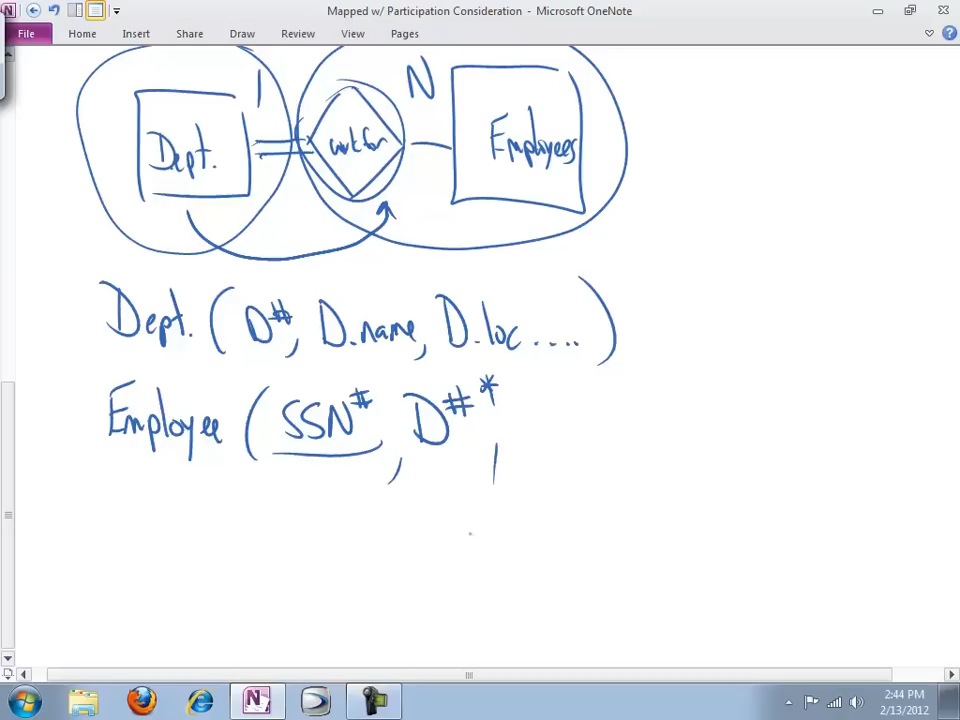 Mapped w/ Participation Consideration - Microsoft OneNote
File Home Insert Share Draw Review View Pages
1 N
Dept. work for Employees
Dept. ( D#, D.name, D.loc .... )
Employee ( SSN#, D#* ,
2:44 PM
2/13/2012